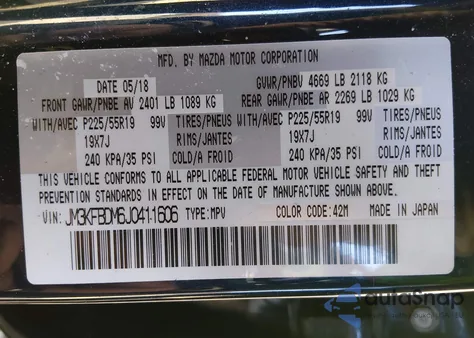 MFD. BY MAZDA MOTOR CORPORATION
DATE 05/18 GVWR/PNBV 4669 LB 2118 KG
FRONT GAWR/PNBE AV 2401 LB 1089 KG REAR GAWR/PNBE AR 2269 LB 1029 KG
WITH/AVEC P225/55R19 99V TIRES/PNEUS WITH/AVEC P225/55R19 99V TIRES/PNEUS
19X7J RIMS/JANTES 19X7J RIMS/JANTES
240 KPA/35 PSI COLD/A FROID 240 KPA/35 PSI COLD/A FROID
THIS VEHICLE CONFORMS TO ALL APPLICABLE FEDERAL MOTOR VEHICLE SAFETY AND THEFT
PREVENTION STANDARDS IN EFFECT ON THE DATE OF MANUFACTURE SHOWN ABOVE.
VIN: JM3KFBDM6J0411606 TYPE:MPV COLOR CODE:42M MADE IN JAPAN
autoSnap